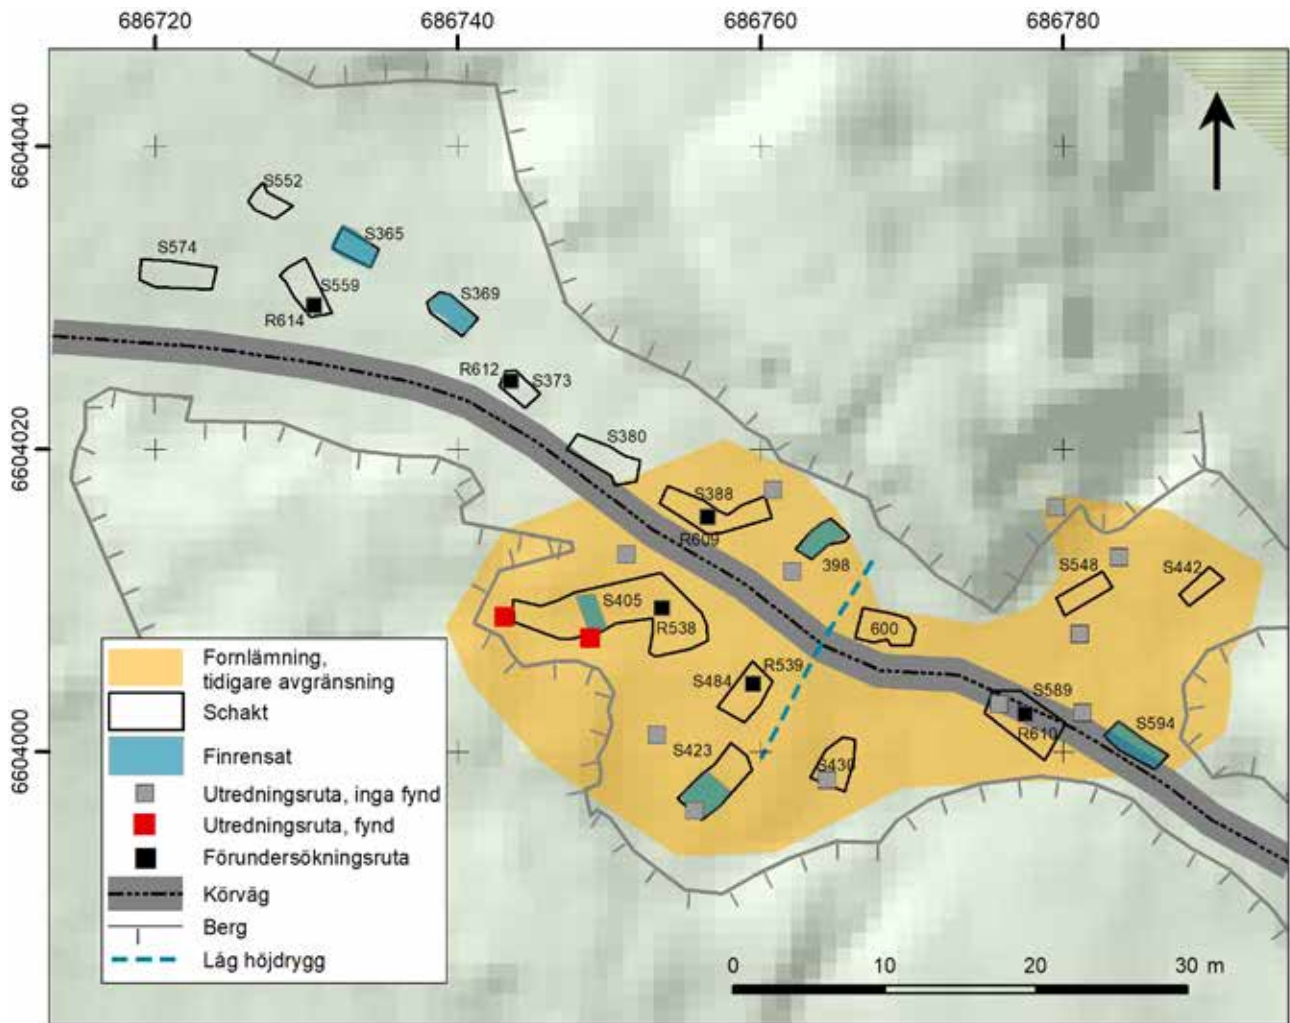 686720 686740 686760 686780
6604040
S552
S365
S574
S559
S369
R614
R612
S373
6604020
S380
S388
R609
398
S548
S442
S405
R538
600
R539
S484
S589
R610
S594
6604000
S423
S430
Fornlämning,
tidigare avgränsning
Schakt
Finrensat
Utredningsruta, inga fynd
Utredningsruta, fynd
Förundersökningsruta
Körväg
Berg
Låg höjdrygg
0 10 20 30 m